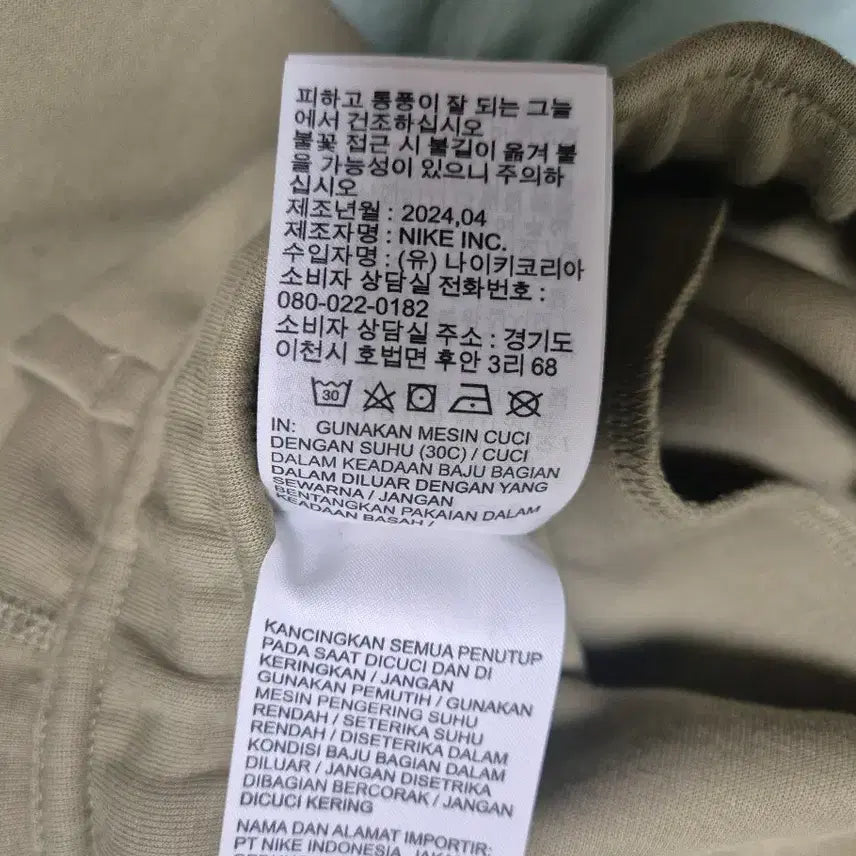 피하고 통풍이 잘 되는 그늘
에서 건조하십시오
불꽃 접근 시 불길이 옮겨 붙
을 가능성이 있으니 주의하
십시오
제조년월 : 2024,04
제조자명 : NIKE INC.
수입자명 : (유) 나이키코리아
소비자 상담실 전화번호 :
080-022-0182
소비자 상담실 주소 : 경기도
이천시 호법면 후안 3리 68
30
IN: GUNAKAN MESIN CUCI
DENGAN SUHU (30C) / CUCI
DALAM KEADAAN BAJU BAGIAN
DALAM DILUAR DENGAN YANG
SEWARNA / JANGAN
BENTANGKAN PAKAIAN DALAM
KEADAAN BASAH /
KANCINGKAN SEMUA PENUTUP
PADA SAAT DICUCI DAN DI
KERINGKAN / JANGAN
GUNAKAN PEMUTIH / GUNAKAN
MESIN PENGERING SUHU
RENDAH / SETERIKA SUHU
RENDAH / DISETERIKA DALAM
KONDISI BAJU BAGIAN DALAM
DILUAR / JANGAN DISETRIKA
DIBAGIAN BERCORAK / JANGAN
DICUCI KERING
NAMA DAN ALAMAT IMPORTIR:
PT NIKE INDONESIA,